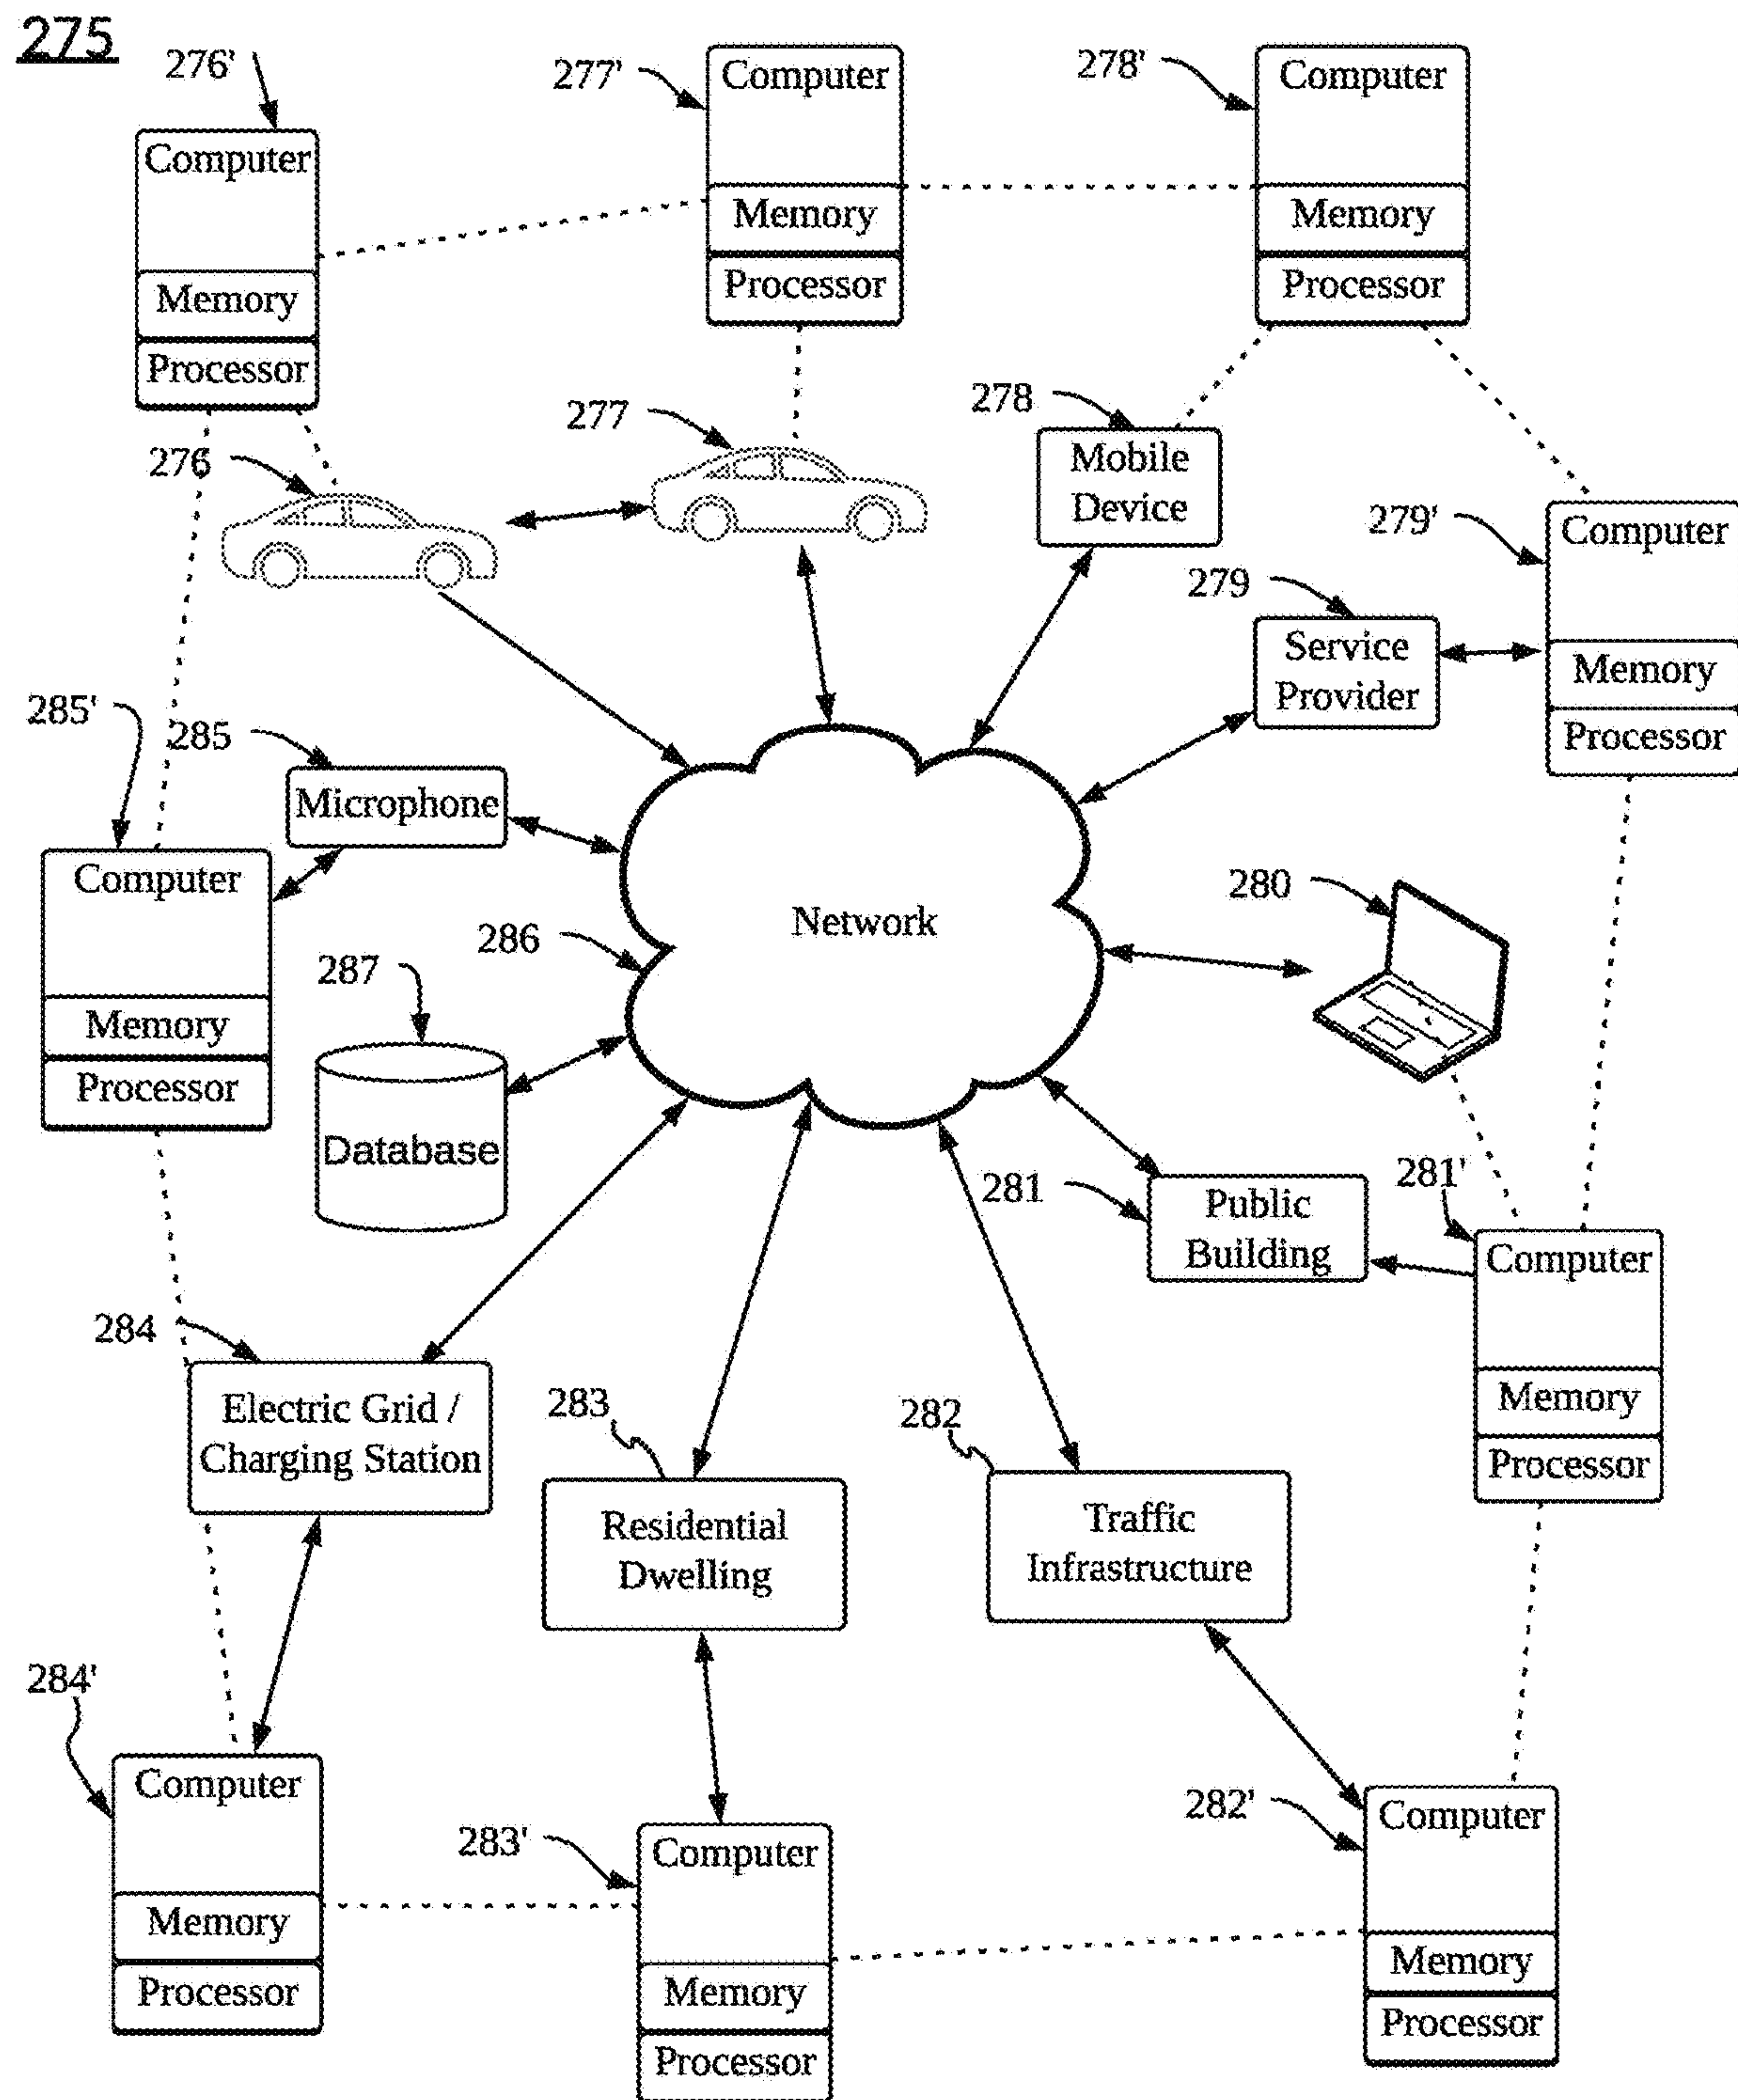 275
276'
277'
278'
Computer
Memory
Processor
Computer
Memory
Processor
Computer
Memory
Processor
276
277
278
Mobile
Device
279'
Computer
Memory
Processor
279
Service
Provider
285'
285
Microphone
Computer
Memory
Processor
286
Network
280
287
Database
281
Public
Building
281'
Computer
Memory
Processor
284
Electric Grid /
Charging Station
283
Residential
Dwelling
282
Traffic
Infrastructure
284'
Computer
Memory
Processor
283'
Computer
Memory
Processor
282'
Computer
Memory
Processor